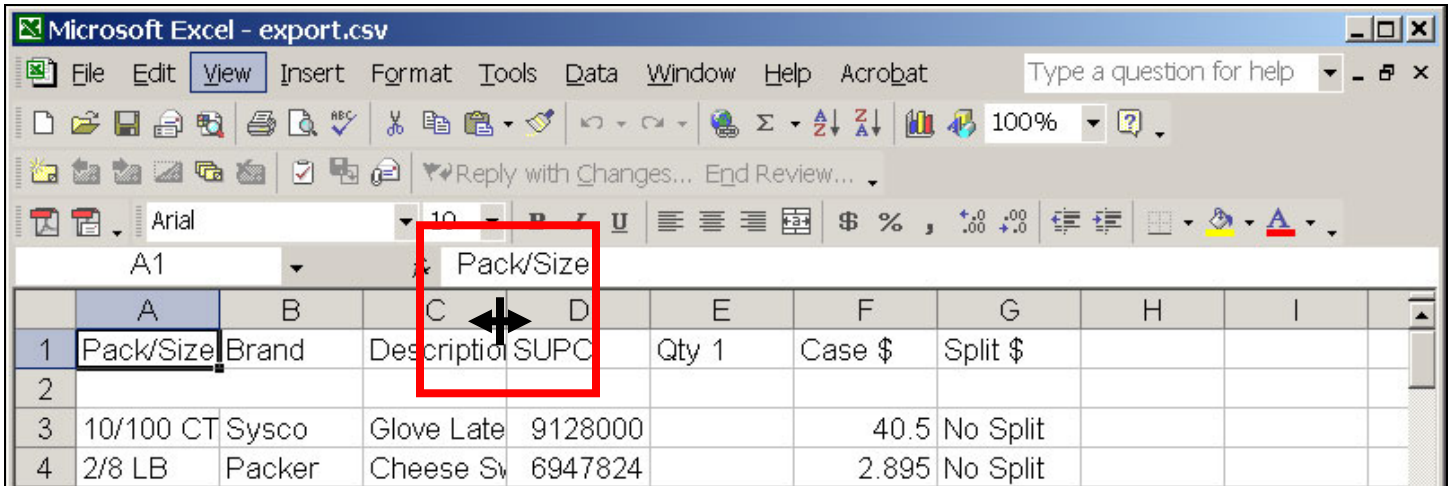 Microsoft Excel - export.csv
File Edit View Insert Format Tools Data Window Help Acrobat Type a question for help
ABC Σ A Z Z A 100% ?
Reply with Changes... End Review...
Arial 10 B I U $ % ,
A1 fx Pack/Size
A B C D E F G H I
1 Pack/Size Brand Descriptio SUPC Qty 1 Case $ Split $
2
3 10/100 CT Sysco Glove Late 9128000 40.5 No Split
4 2/8 LB Packer Cheese Sw 6947824 2.895 No Split